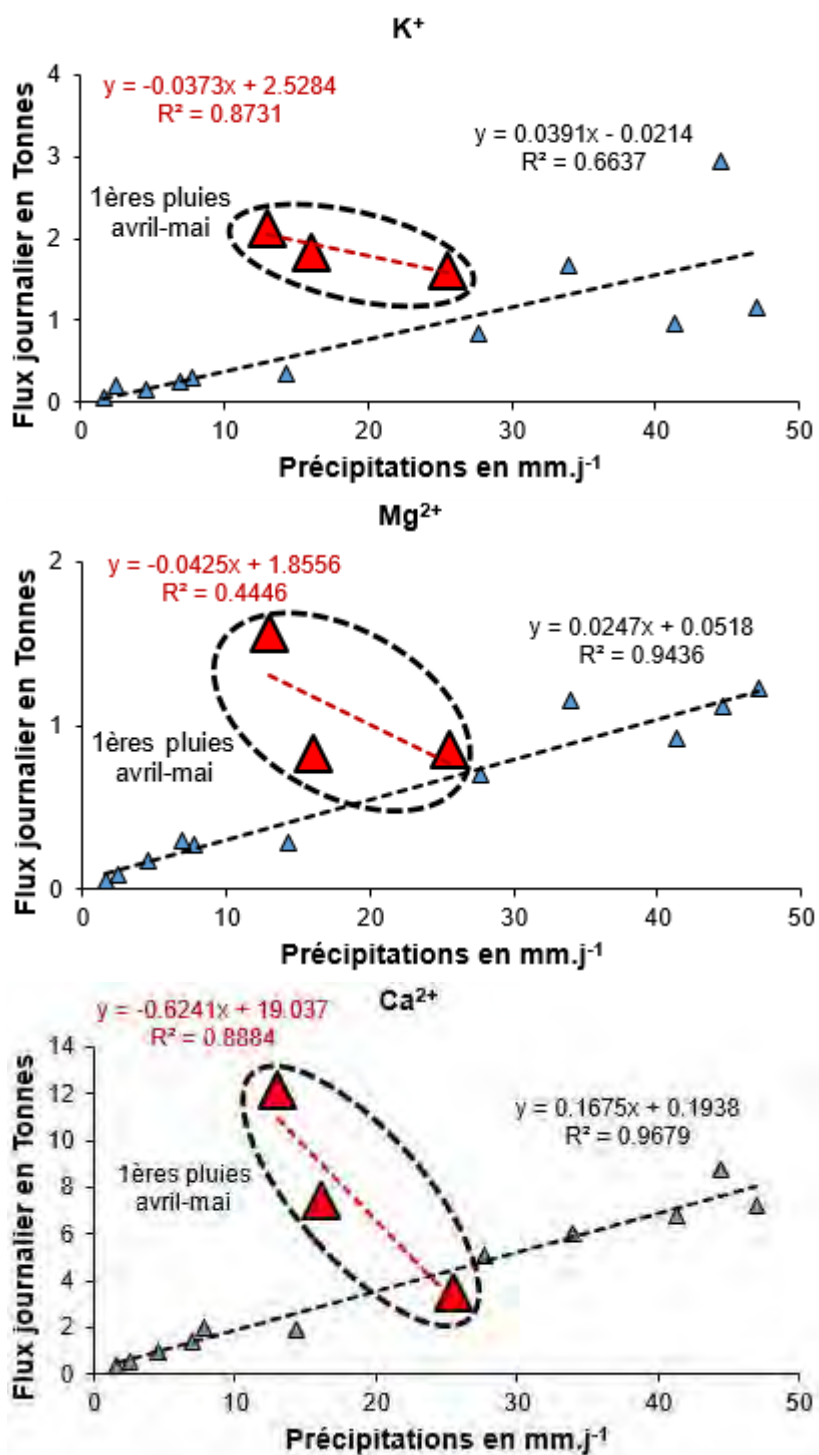 K⁺
y = -0.0373x + 2.5284
R² = 0.8731
y = 0.0391x - 0.0214
R² = 0.6637
1ères pluies
avril-mai
Flux journalier en Tonnes
4
3
2
1
0
0 10 20 30 40 50
Précipitations en mm.j⁻¹
Mg²⁺
y = -0.0425x + 1.8556
R² = 0.4446
y = 0.0247x + 0.0518
R² = 0.9436
1ères pluies
avril-mai
Flux journalier en Tonnes
2
1
0
0 10 20 30 40 50
Précipitations en mm.j⁻¹
Ca²⁺
y = -0.6241x + 19.037
R² = 0.8884
y = 0.1675x + 0.1938
R² = 0.9679
1ères pluies
avril-mai
Flux journalier en Tonnes
14
12
10
8
6
4
2
0
0 10 20 30 40 50
Précipitations en mm.j⁻¹